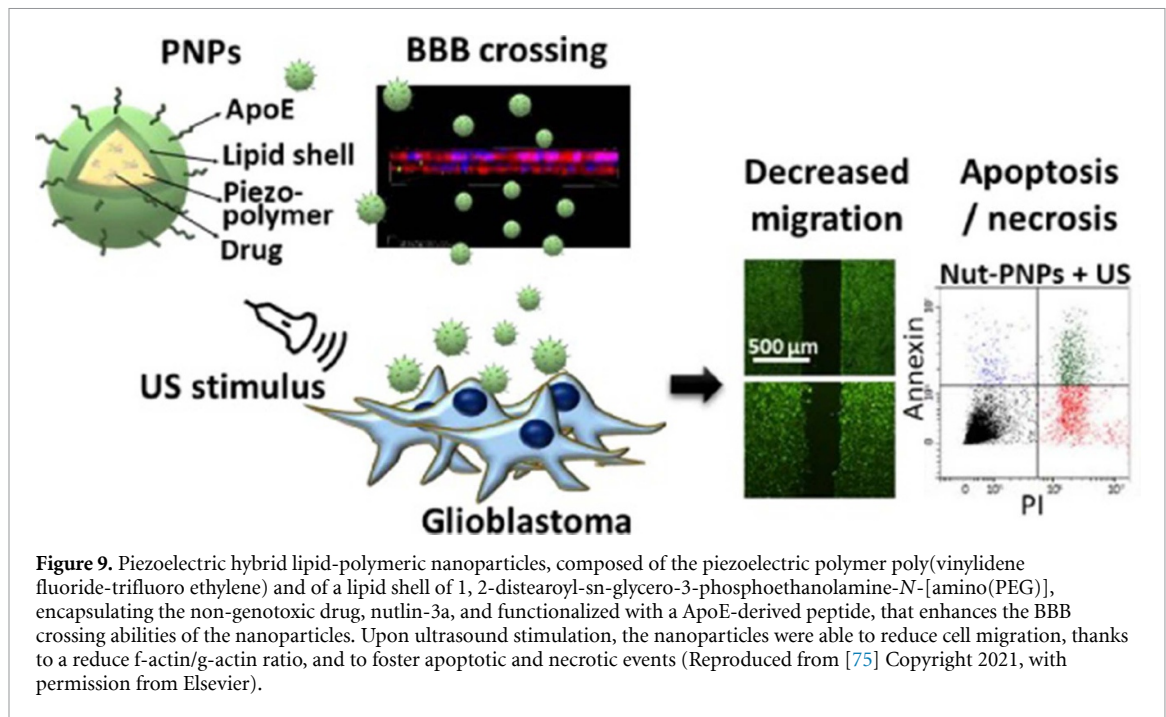 PNPs
BBB crossing
ApoE
Lipid shell
Piezo-
polymer
Drug
US stimulus
Glioblastoma
Decreased
migration
500 µm
Apoptosis
/ necrosis
Nut-PNPs + US
Annexin
PI
Figure 9. Piezoelectric hybrid lipid-polymeric nanoparticles, composed of the piezoelectric polymer poly(vinylidene
fluoride-trifluoro ethylene) and of a lipid shell of 1, 2-distearoyl-sn-glycero-3-phosphoethanolamine-N-[amino(PEG)],
encapsulating the non-genotoxic drug, nutlin-3a, and functionalized with a ApoE-derived peptide, that enhances the BBB
crossing abilities of the nanoparticles. Upon ultrasound stimulation, the nanoparticles were able to reduce cell migration, thanks
to a reduce f-actin/g-actin ratio, and to foster apoptotic and necrotic events (Reproduced from [75] Copyright 2021, with
permission from Elsevier).